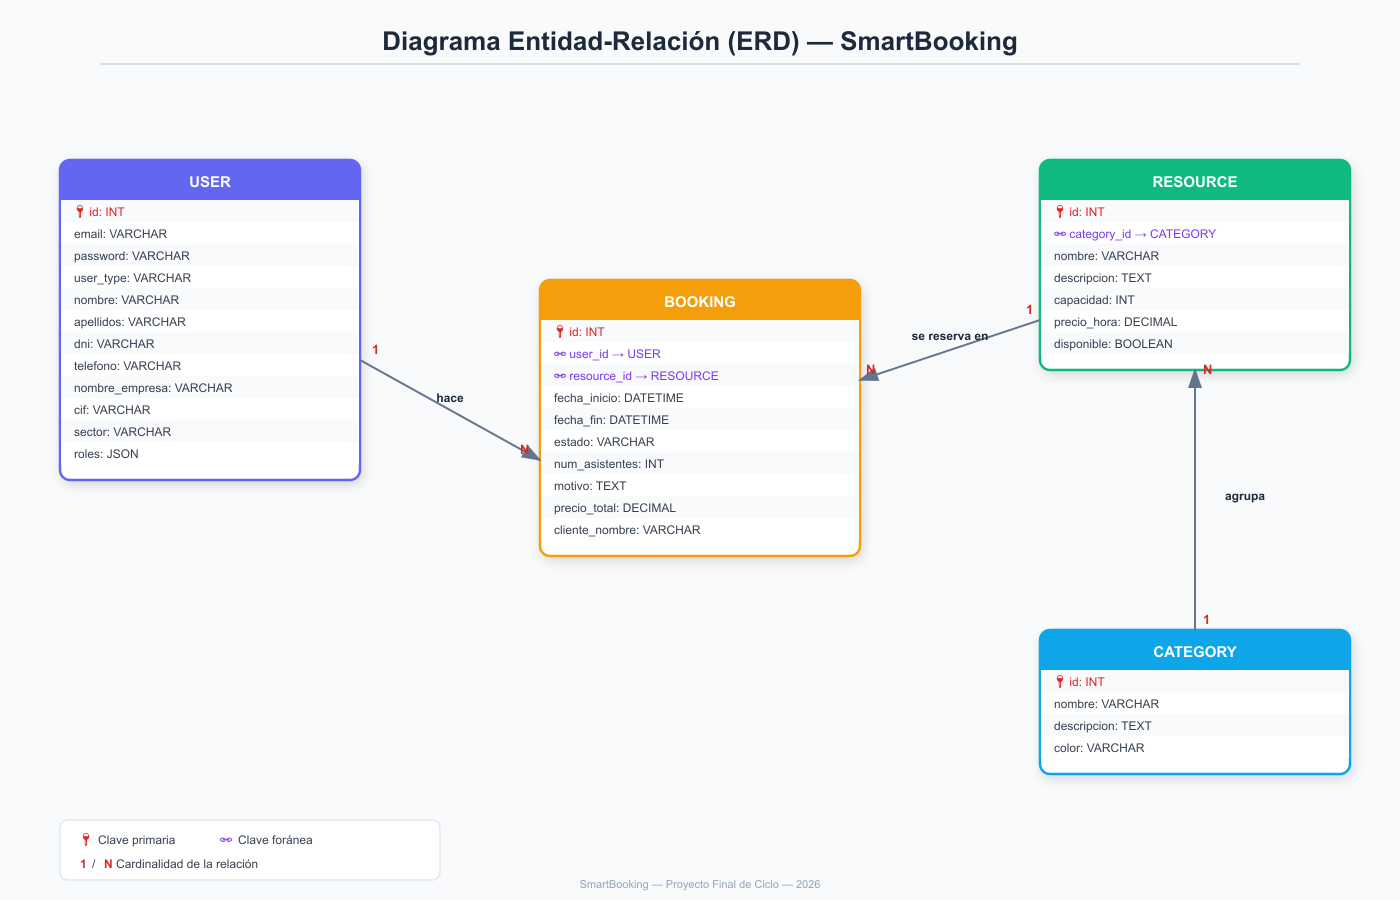 Diagrama Entidad-Relación (ERD) — SmartBooking
USER
id: INT
email: VARCHAR
password: VARCHAR
user_type: VARCHAR
nombre: VARCHAR
apellidos: VARCHAR
dni: VARCHAR
telefono: VARCHAR
nombre_empresa: VARCHAR
cif: VARCHAR
sector: VARCHAR
roles: JSON
1
hace
N
BOOKING
id: INT
user_id → USER
resource_id → RESOURCE
fecha_inicio: DATETIME
fecha_fin: DATETIME
estado: VARCHAR
num_asistentes: INT
motivo: TEXT
precio_total: DECIMAL
cliente_nombre: VARCHAR
1
se reserva en
N
RESOURCE
id: INT
category_id → CATEGORY
nombre: VARCHAR
descripcion: TEXT
capacidad: INT
precio_hora: DECIMAL
disponible: BOOLEAN
N
agrupa
1
CATEGORY
id: INT
nombre: VARCHAR
descripcion: TEXT
color: VARCHAR
Clave primaria
Clave foránea
1 / N Cardinalidad de la relación
SmartBooking — Proyecto Final de Ciclo — 2026